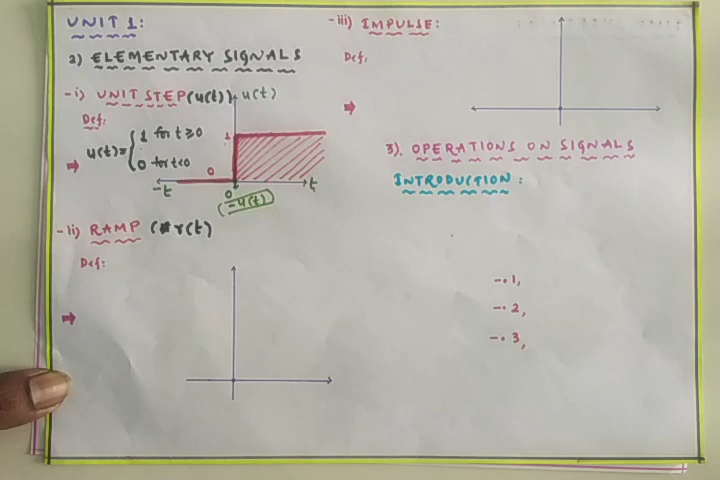 UNIT 1:
2) ELEMENTARY SIGNALS
-i) UNIT STEP (u(t))
u(t)
Def:
u(t)= { 1 for t ≥ 0
0 for t<0
1
0
-t
0
t
(-u(t))
-ii) RAMP ( r(t)
Def:
-iii) IMPULSE:
Def:
3). OPERATIONS ON SIGNALS
INTRODUCTION:
-. 1,
-. 2,
-. 3,